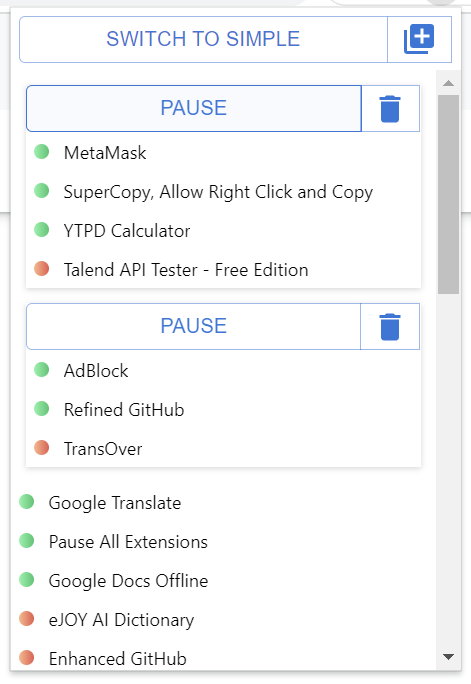 SWITCH TO SIMPLE
PAUSE
MetaMask
SuperCopy, Allow Right Click and Copy
YTPD Calculator
Talend API Tester - Free Edition
PAUSE
AdBlock
Refined GitHub
TransOver
Google Translate
Pause All Extensions
Google Docs Offline
eJOY AI Dictionary
Enhanced GitHub